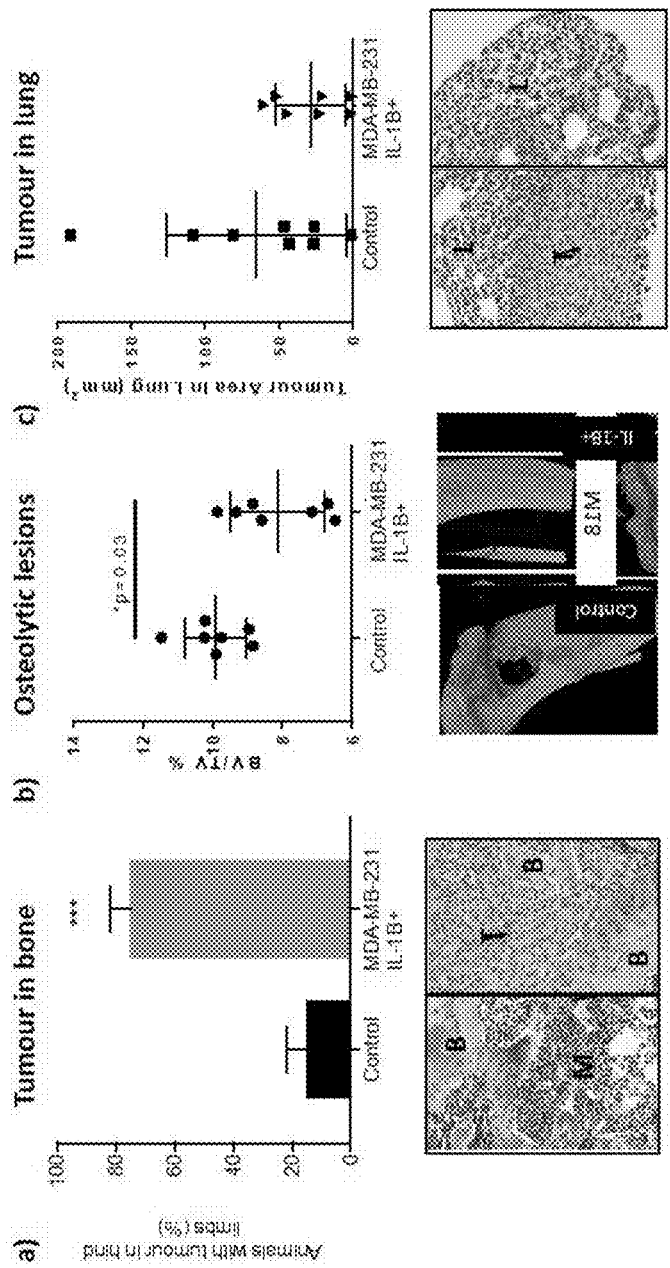 a)
Tumour in bone
Animals with tumour in hind
limbs (%)
100
80
60
40
20
0
***
Control
MDA-MB-231
IL-1B+
B
M
T
B
B
b)
Osteolytic lesions
BV/TV %
14
12
10
8
6
*p=0.03
Control
MDA-MB-231
IL-1B+
Control
M18
IL-1B+
c)
Tumour in lung
Tumour Area in Lung (mm²)
200
150
100
50
0
Control
MDA-MB-231
IL-1B+
L
T